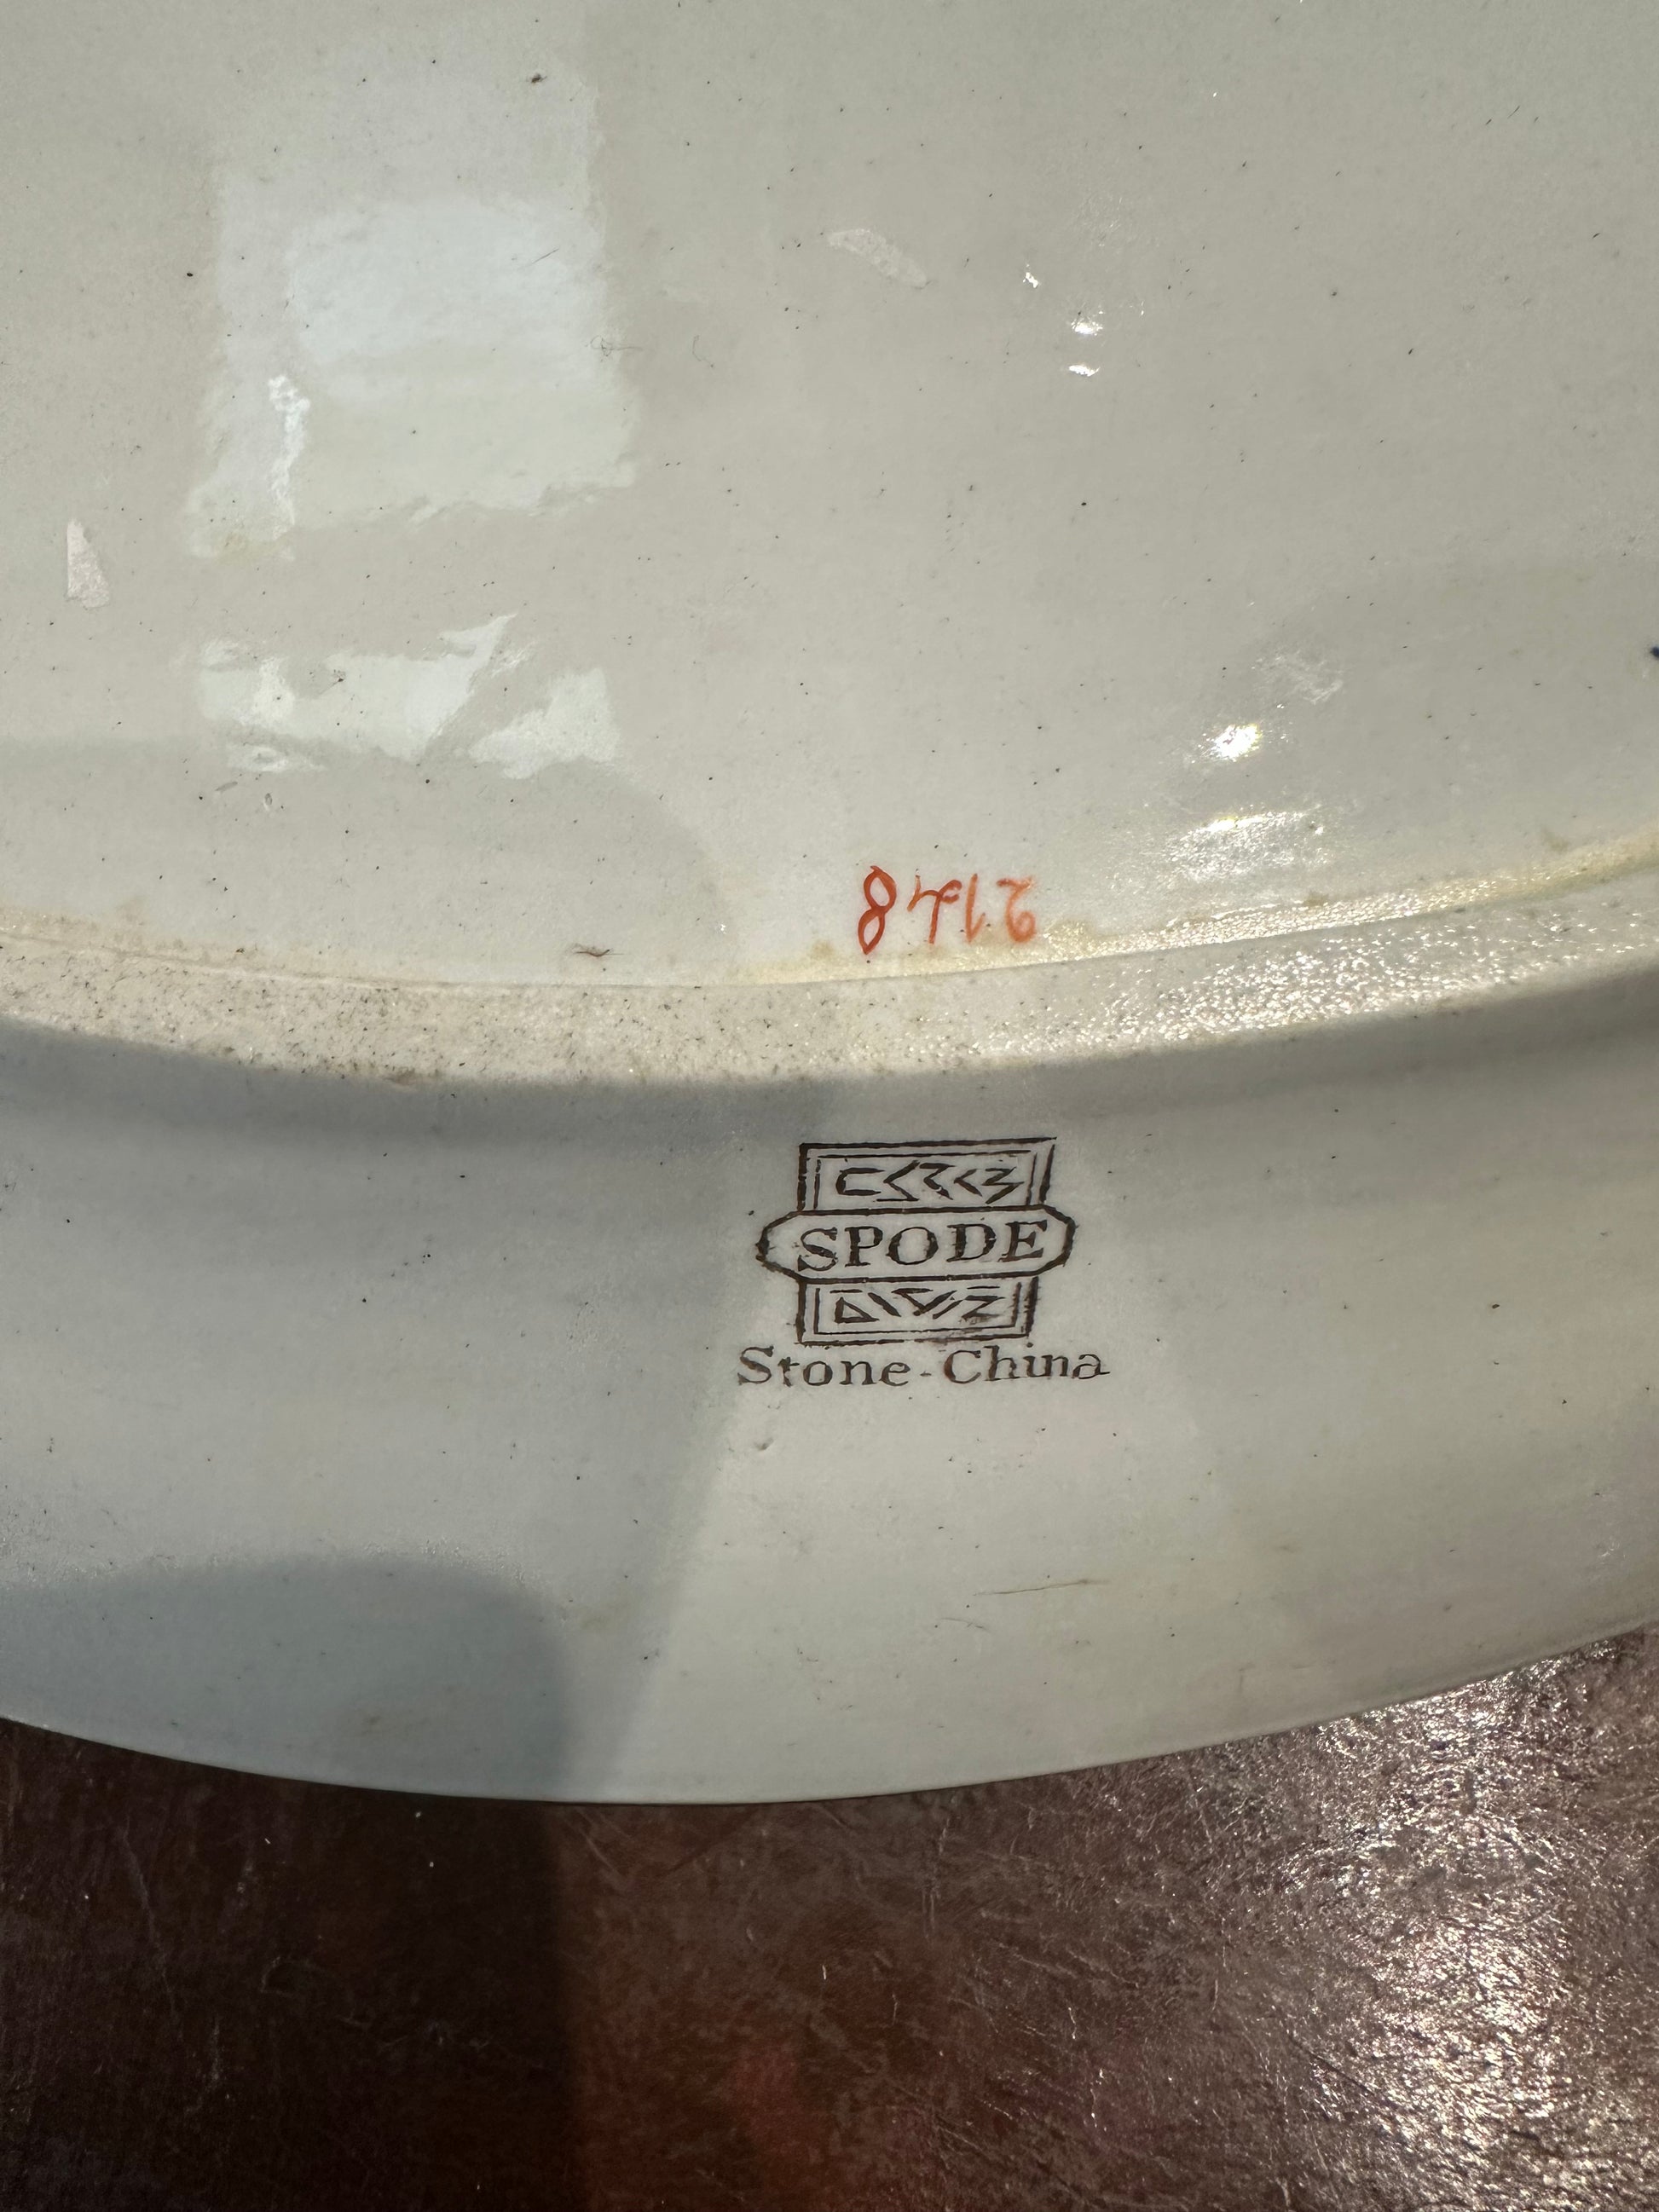 2148
SPODE
Stone-China